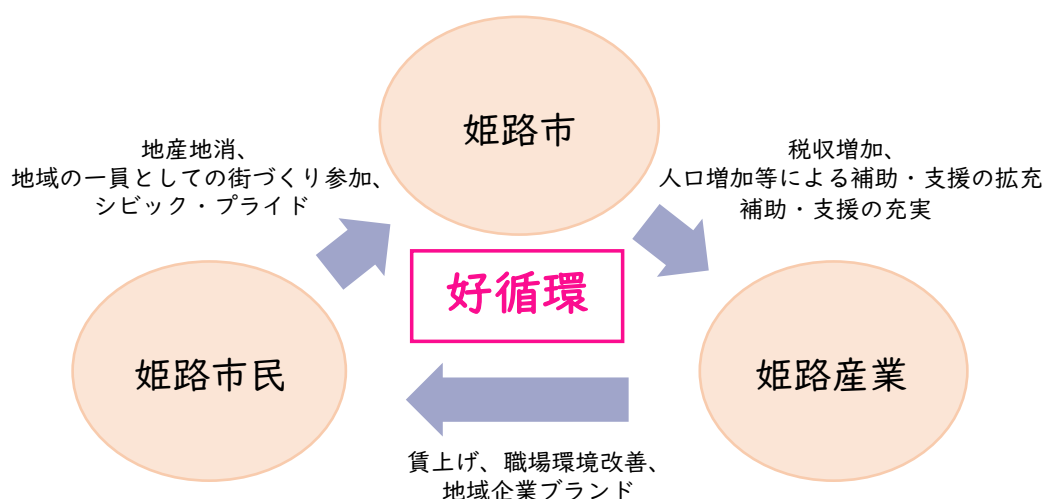 姫路市
地産地消、
地域の一員としての街づくり参加、
シビック・プライド
税収増加、
人口増加等による補助・支援の拡充
補助・支援の充実
好循環
姫路市民
姫路産業
賃上げ、職場環境改善、
地域企業ブランド